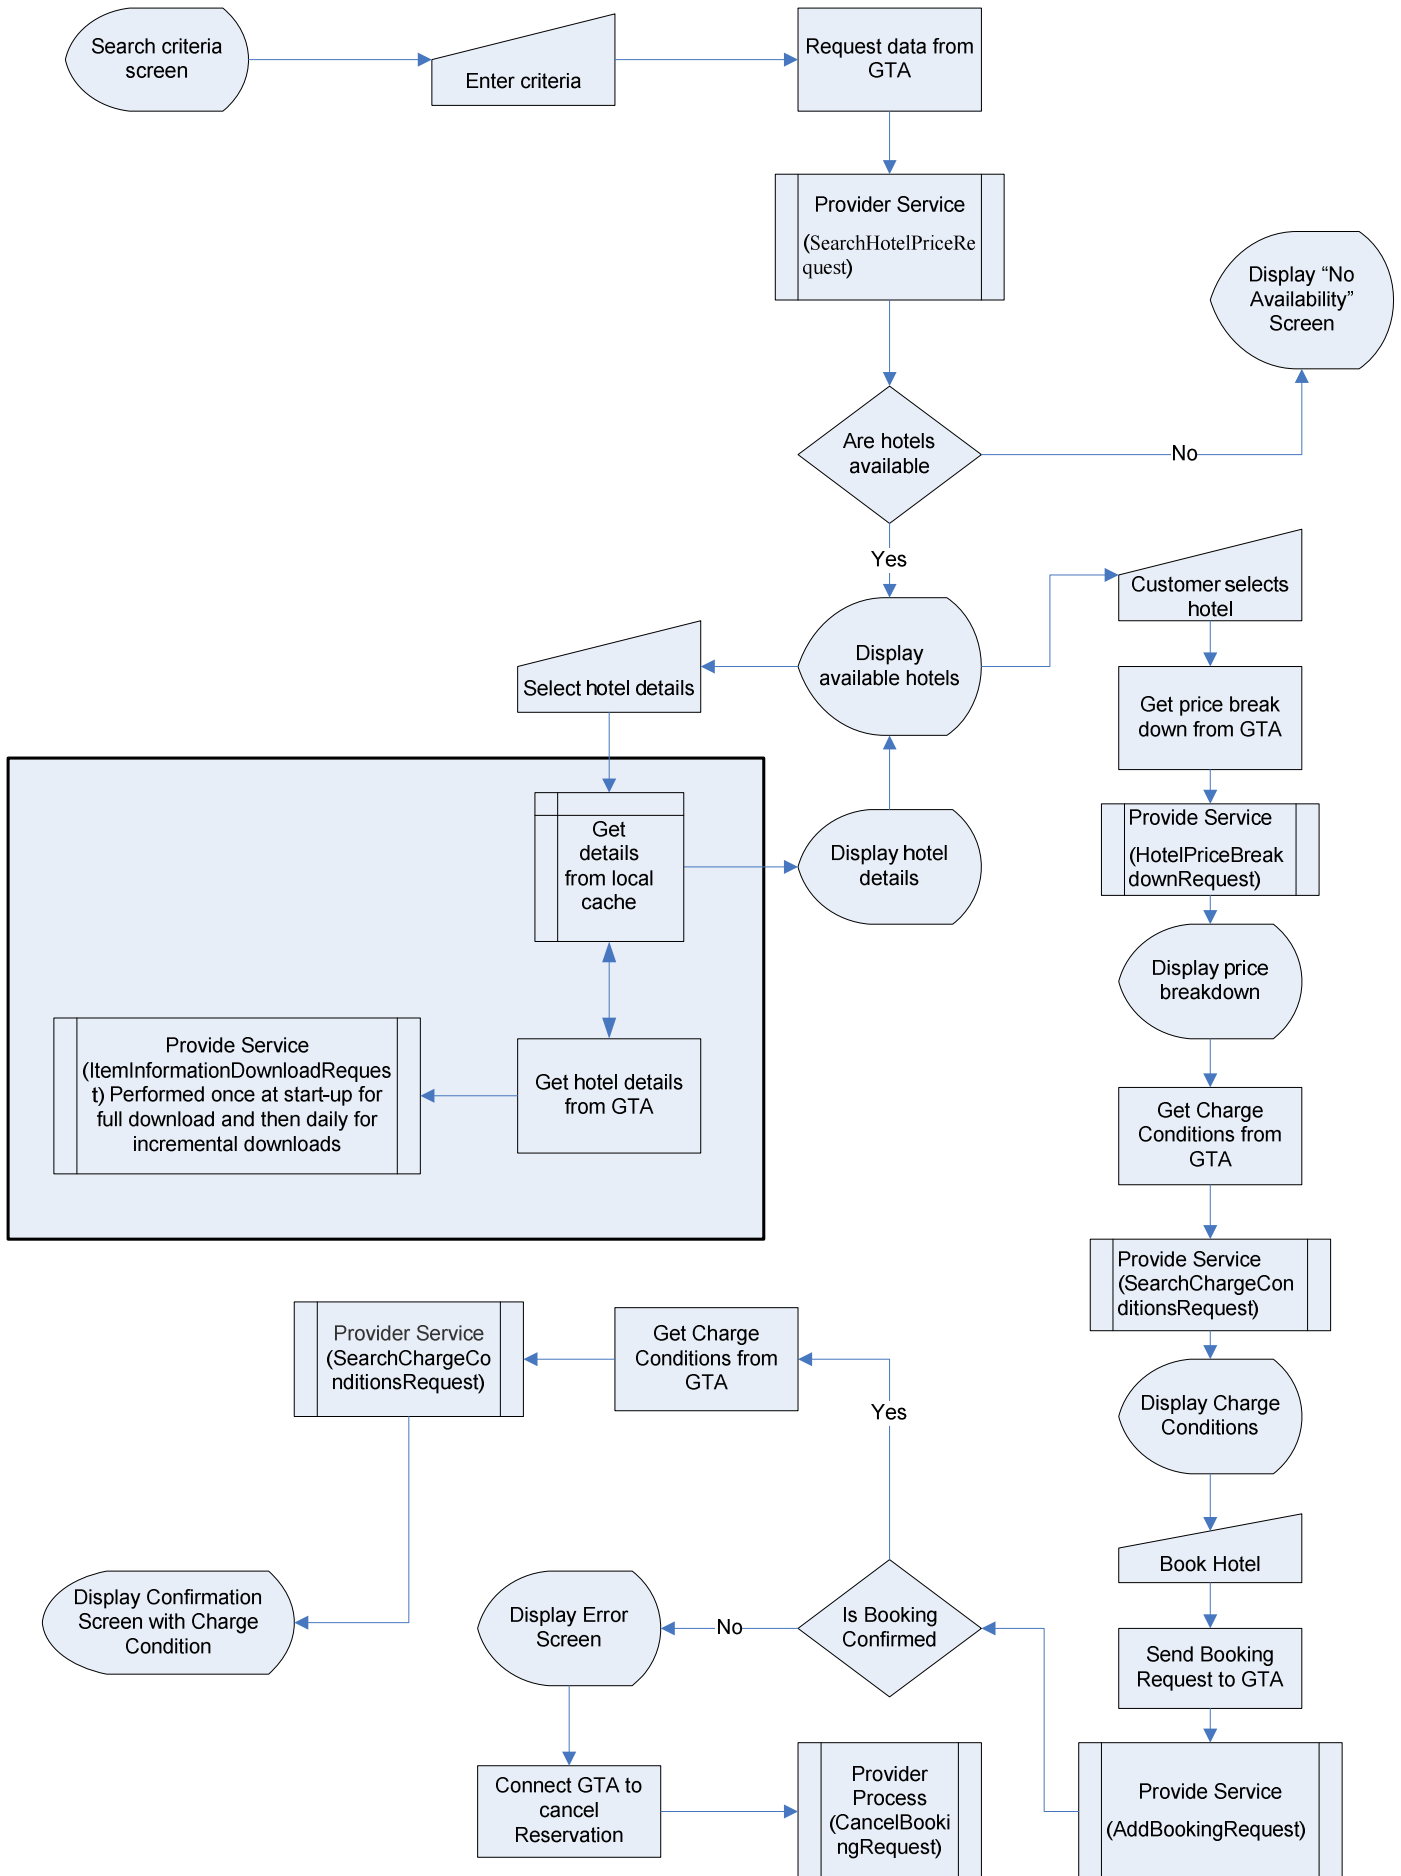 Search criteria
screen
Enter criteria
Request data from
GTA
Provider Service
(SearchHotelPriceRe
quest)
Display “No
Availability”
Screen
Are hotels
available
No
Yes
Customer selects
hotel
Display
available hotels
Select hotel details
Get price break
down from GTA
Provide Service
(HotelPriceBreak
downRequest)
Get
details
from local
cache
Display hotel
details
Display price
breakdown
Provide Service
(ItemInformationDownloadReques
t) Performed once at start-up for
full download and then daily for
incremental downloads
Get hotel details
from GTA
Get Charge
Conditions from
GTA
Provide Service
(SearchChargeCon
ditionsRequest)
Provider Service
(SearchChargeCo
nditionsRequest)
Get Charge
Conditions from
GTA
Yes
Display Charge
Conditions
Book Hotel
Display Confirmation
Screen with Charge
Condition
Display Error
Screen
No
Is Booking
Confirmed
Send Booking
Request to GTA
Connect GTA to
cancel
Reservation
Provider
Process
(CancelBooki
ngRequest)
Provide Service
(AddBookingRequest)